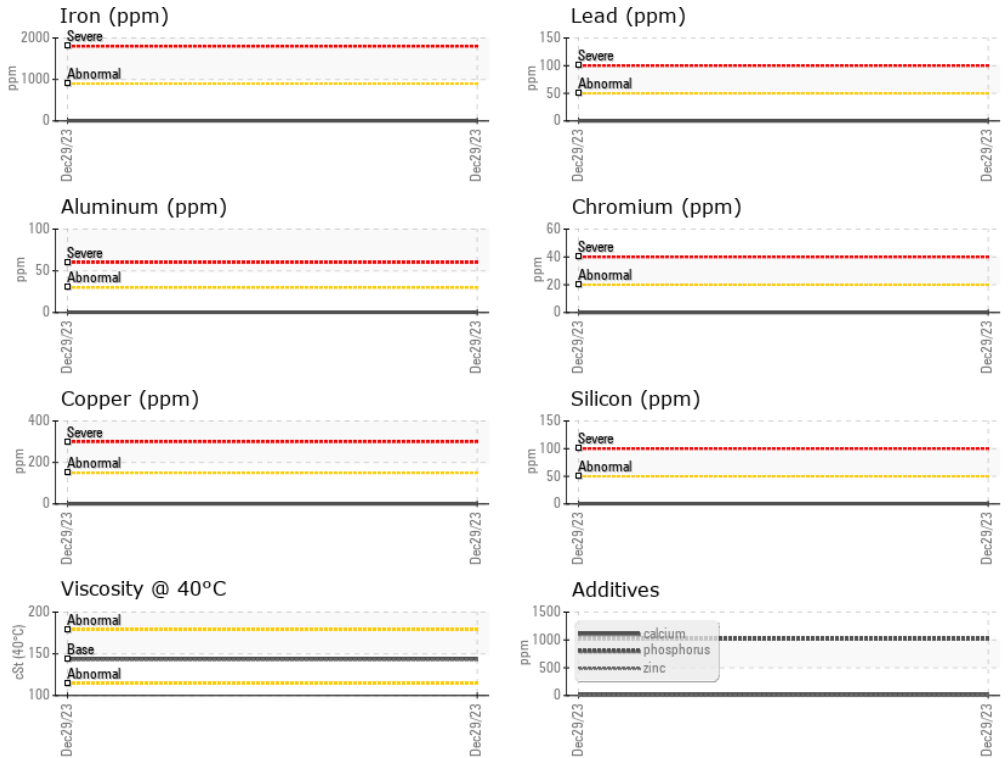 Iron (ppm)
2000
Severe
1000
Abnormal
0
ppm
Dec29/23
Dec29/23
Lead (ppm)
150
100
Severe
50
Abnormal
0
ppm
Dec29/23
Dec29/23
Aluminum (ppm)
100
Severe
50
Abnormal
0
ppm
Dec29/23
Dec29/23
Chromium (ppm)
60
Severe
40
Abnormal
20
0
ppm
Dec29/23
Dec29/23
Copper (ppm)
400
Severe
200
Abnormal
0
ppm
Dec29/23
Dec29/23
Silicon (ppm)
150
Severe
100
Abnormal
50
0
ppm
Dec29/23
Dec29/23
Viscosity @ 40°C
200
Abnormal
150
Base
Abnormal
100
cSt (40°C)
Dec29/23
Dec29/23
Additives
1500
1000
500
0
ppm
calcium
phosphorus
zinc
Dec29/23
Dec29/23